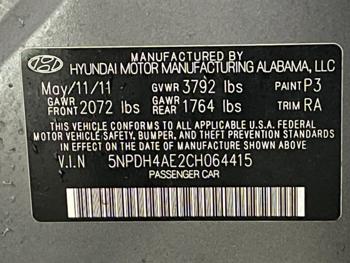 MANUFACTURED BY
HYUNDAI MOTOR MANUFACTURING ALABAMA, LLC
May/11/11 GVWR 3792 lbs PAINT P3
GAWR FRONT 2072 lbs GAWR REAR 1764 lbs TRIM RA
THIS VEHICLE CONFORMS TO ALL APPLICABLE U.S.A. FEDERAL
MOTOR VEHICLE SAFETY, BUMPER, AND THEFT PREVENTION
STANDARDS IN EFFECT ON THE DATE OF MANUFACTURE SHOWN ABOVE.
V.I.N 5NPDH4AE2CH064415
PASSENGER CAR